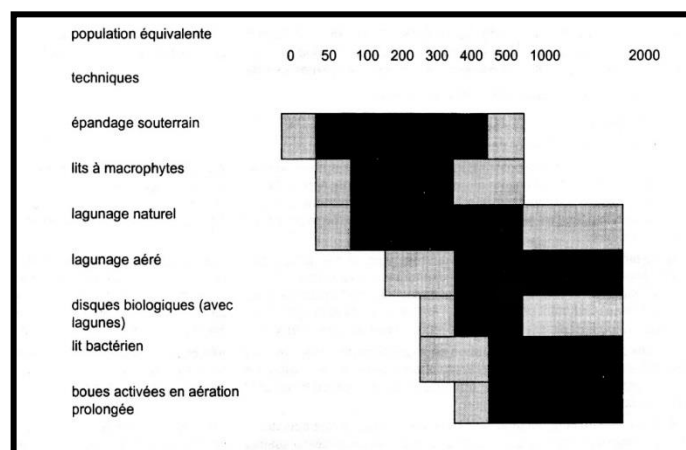 population équivalente
0 50 100 200 300 400 500 1000 2000
techniques
épandage souterrain
lits à macrophytes
lagunage naturel
lagunage aéré
disques biologiques (avec
lagunes)
lit bactérien
boues activées en aération
prolongée